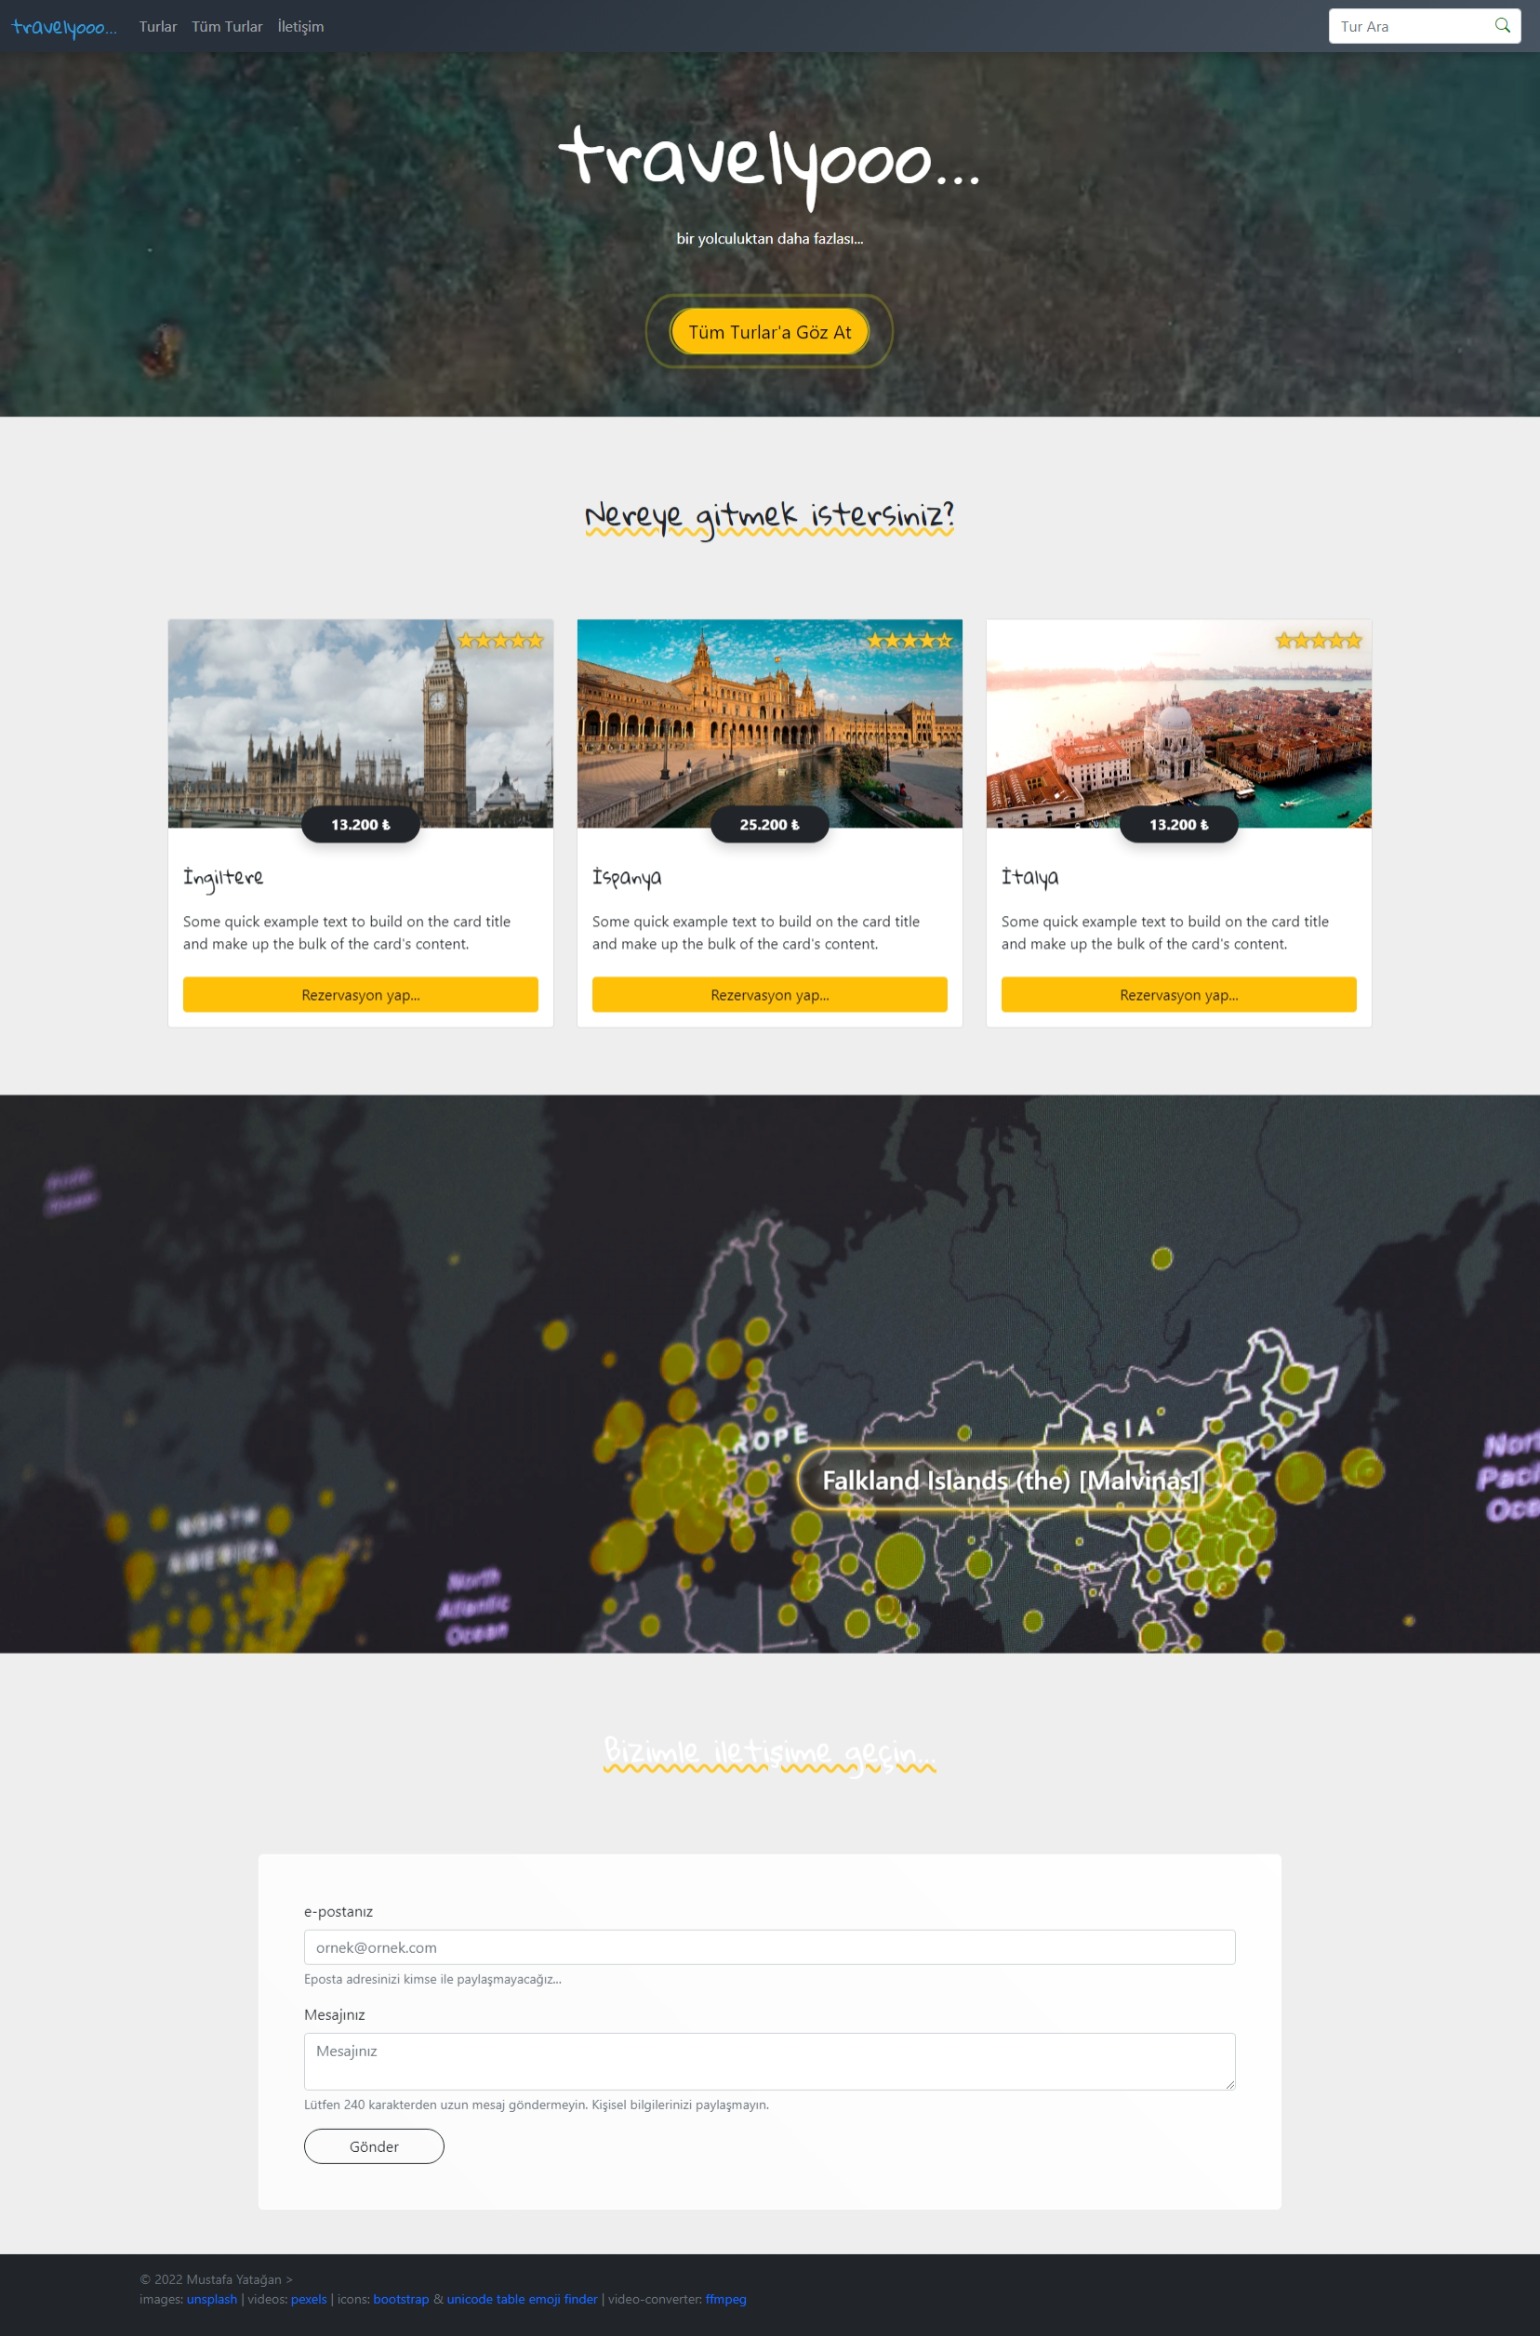 travelyooo... Turlar Tüm Turlar İletişim Tur Ara
travelyooo...
bir yolculuktan daha fazlası...
Tüm Turlar'a Göz At
Nereye gitmek istersiniz?
13.200 ₺
İngiltere
Some quick example text to build on the card title
and make up the bulk of the card's content.
Rezervasyon yap...
25.200 ₺
İspanya
Some quick example text to build on the card title
and make up the bulk of the card's content.
Rezervasyon yap...
13.200 ₺
İtalya
Some quick example text to build on the card title
and make up the bulk of the card's content.
Rezervasyon yap...
ASIA
Falkland Islands (the) [Malvinas]
NORTH
AMERICA
North
Atlantic
Ocean
Bizimle iletişime geçin...
e-postanız
ornek@ornek.com
Eposta adresinizi kimse ile paylaşmayacağız...
Mesajınız
Mesajınız
Lütfen 240 karakterden uzun mesaj göndermeyin. Kişisel bilgilerinizi paylaşmayın.
Gönder
© 2022 Mustafa Yatağan >
images: unsplash | videos: pexels | icons: bootstrap & unicode table emoji finder | video-converter: ffmpeg